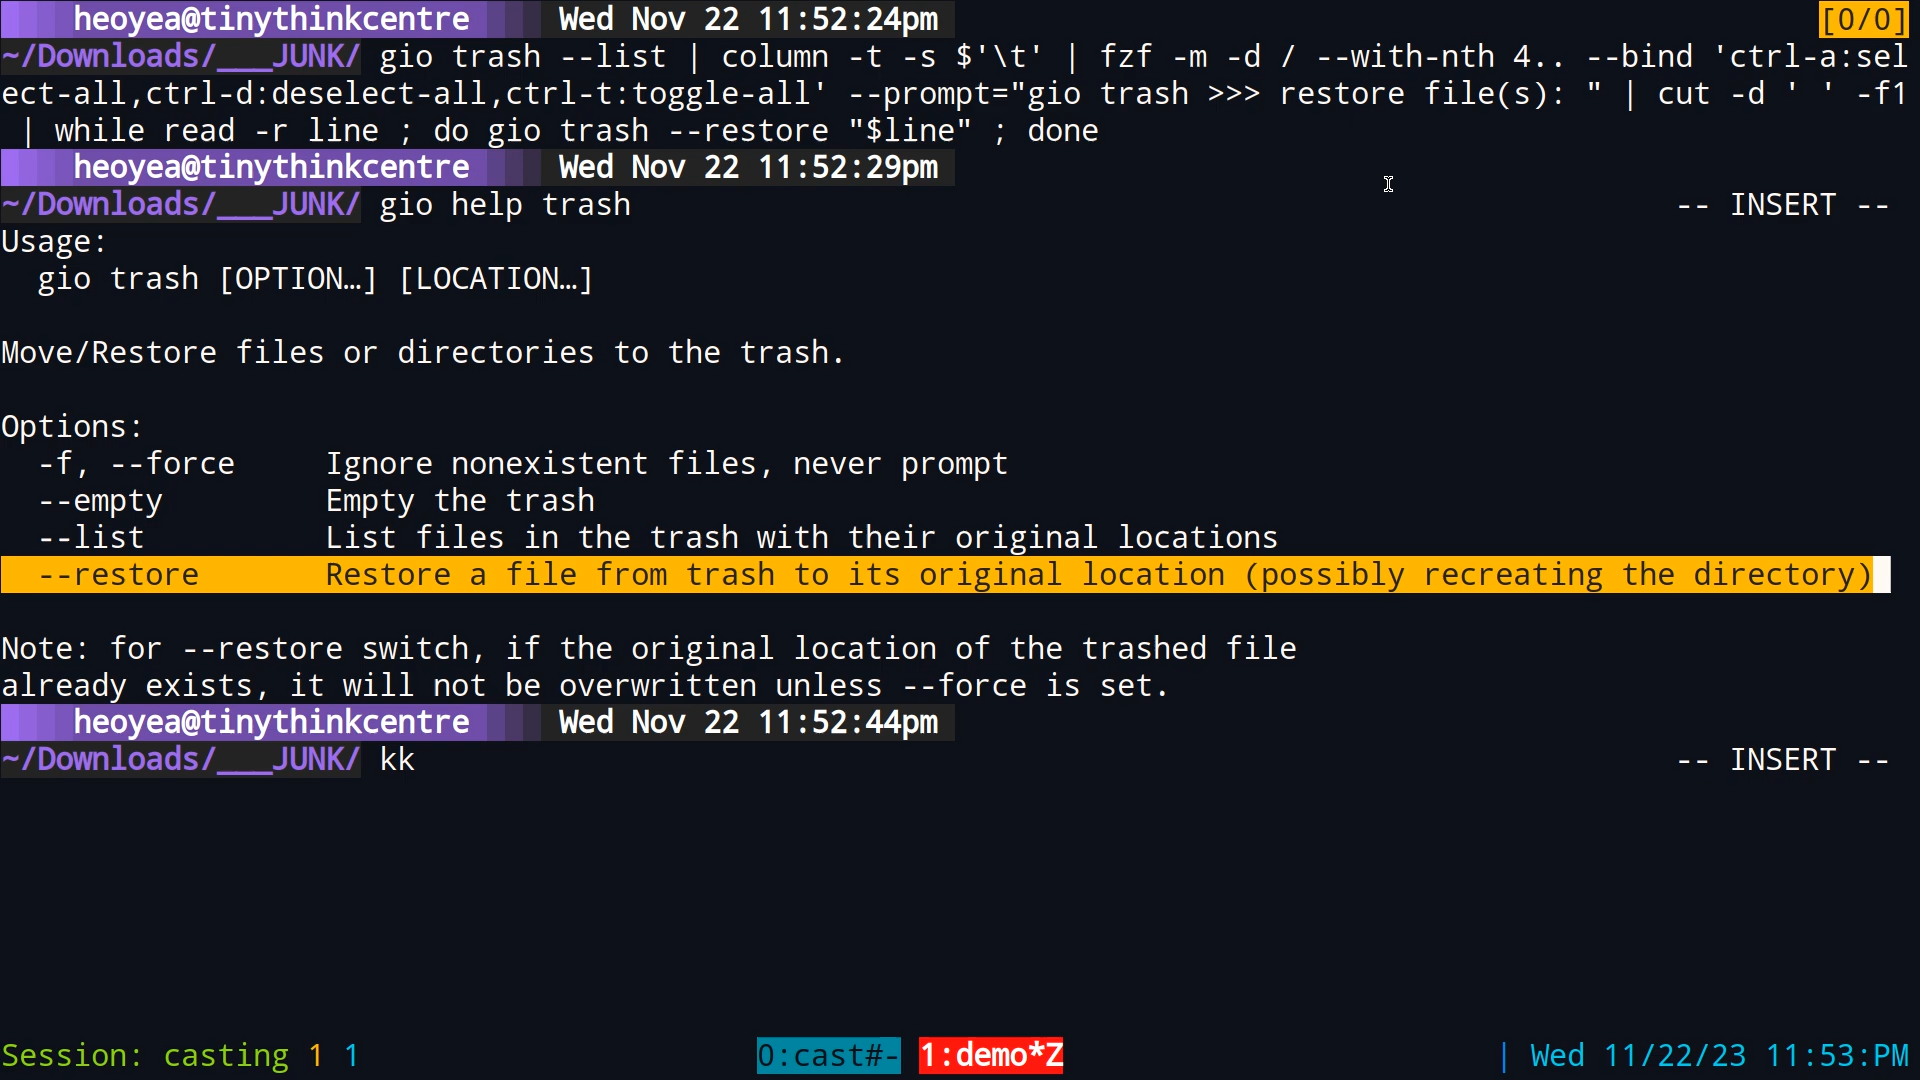 heoyea@tinythinkcentre Wed Nov 22 11:52:24pm [0/0]
~/Downloads/___JUNK/ gio trash --list | column -t -s $'\t' | fzf -m -d / --with-nth 4.. --bind 'ctrl-a:sel
ect-all,ctrl-d:deselect-all,ctrl-t:toggle-all' --prompt="gio trash >>> restore file(s): " | cut -d ' ' -f1
 | while read -r line ; do gio trash --restore "$line" ; done
heoyea@tinythinkcentre Wed Nov 22 11:52:29pm
~/Downloads/___JUNK/ gio help trash -- INSERT --
Usage:
  gio trash [OPTION…] [LOCATION…]
Move/Restore files or directories to the trash.
Options:
  -f, --force     Ignore nonexistent files, never prompt
  --empty         Empty the trash
  --list          List files in the trash with their original locations
  --restore       Restore a file from trash to its original location (possibly recreating the directory)
Note: for --restore switch, if the original location of the trashed file
already exists, it will not be overwritten unless --force is set.
heoyea@tinythinkcentre Wed Nov 22 11:52:44pm
~/Downloads/___JUNK/ kk -- INSERT --
Session: casting 1 1 0:cast#- 1:demo*Z | Wed 11/22/23 11:53:PM